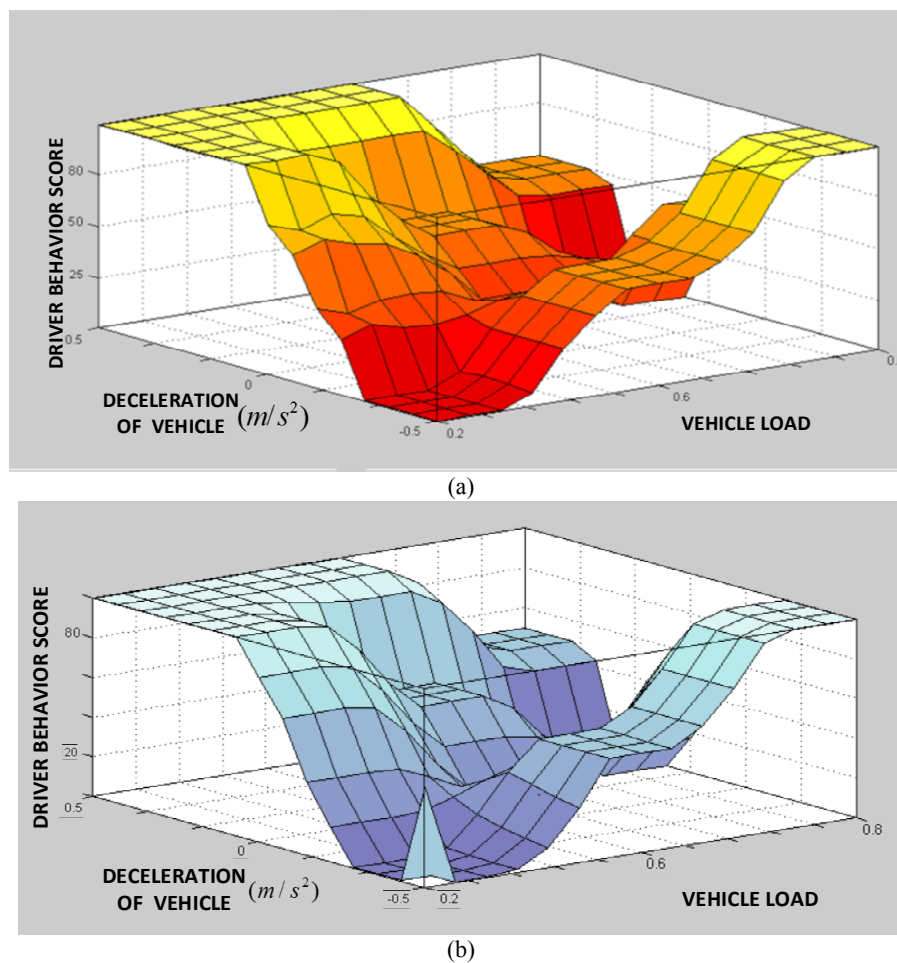 DRIVER BEHAVIOR SCORE
80
50
25
0.5
0
-0.5
DECELERATION
OF VEHICLE (m/s²)
0.2
0.6
0.
VEHICLE LOAD
(a)
DRIVER BEHAVIOR SCORE
80
20
0.5
0
-0.5
DECELERATION
OF VEHICLE (m/s²)
0.2
0.6
0.8
VEHICLE LOAD
(b)